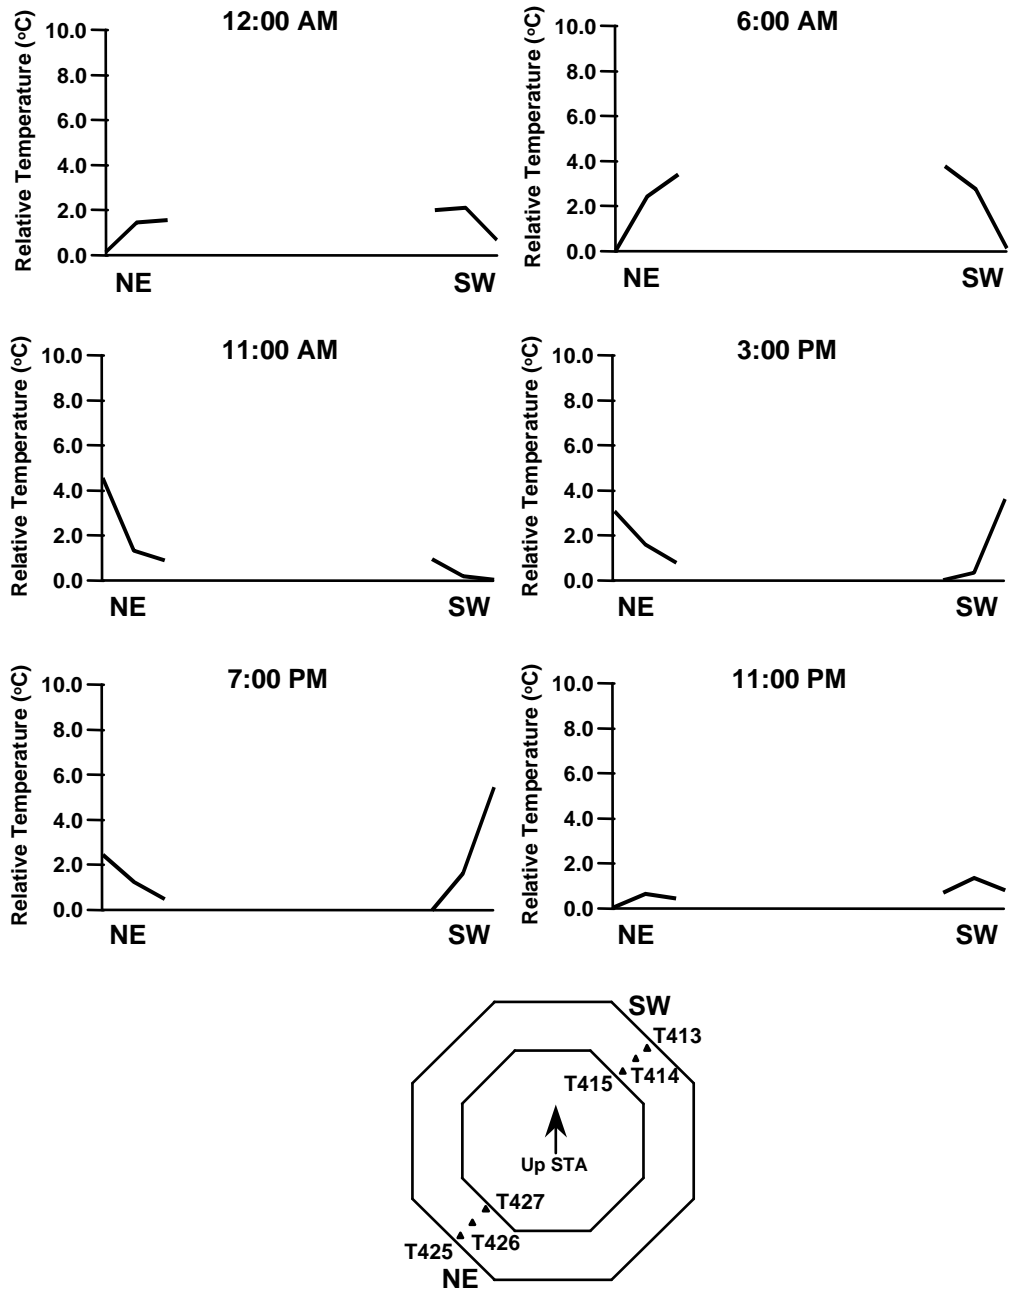 12:00 AM
Relative Temperature (°C)
10.0
8.0
6.0
4.0
2.0
0.0
NE
SW
6:00 AM
Relative Temperature (°C)
10.0
8.0
6.0
4.0
2.0
0.0
NE
SW
11:00 AM
Relative Temperature (°C)
10.0
8.0
6.0
4.0
2.0
0.0
NE
SW
3:00 PM
Relative Temperature (°C)
10.0
8.0
6.0
4.0
2.0
0.0
NE
SW
7:00 PM
Relative Temperature (°C)
10.0
8.0
6.0
4.0
2.0
0.0
NE
SW
11:00 PM
Relative Temperature (°C)
10.0
8.0
6.0
4.0
2.0
0.0
NE
SW
SW
T413
T414
T415
Up STA
T427
T426
T425
NE